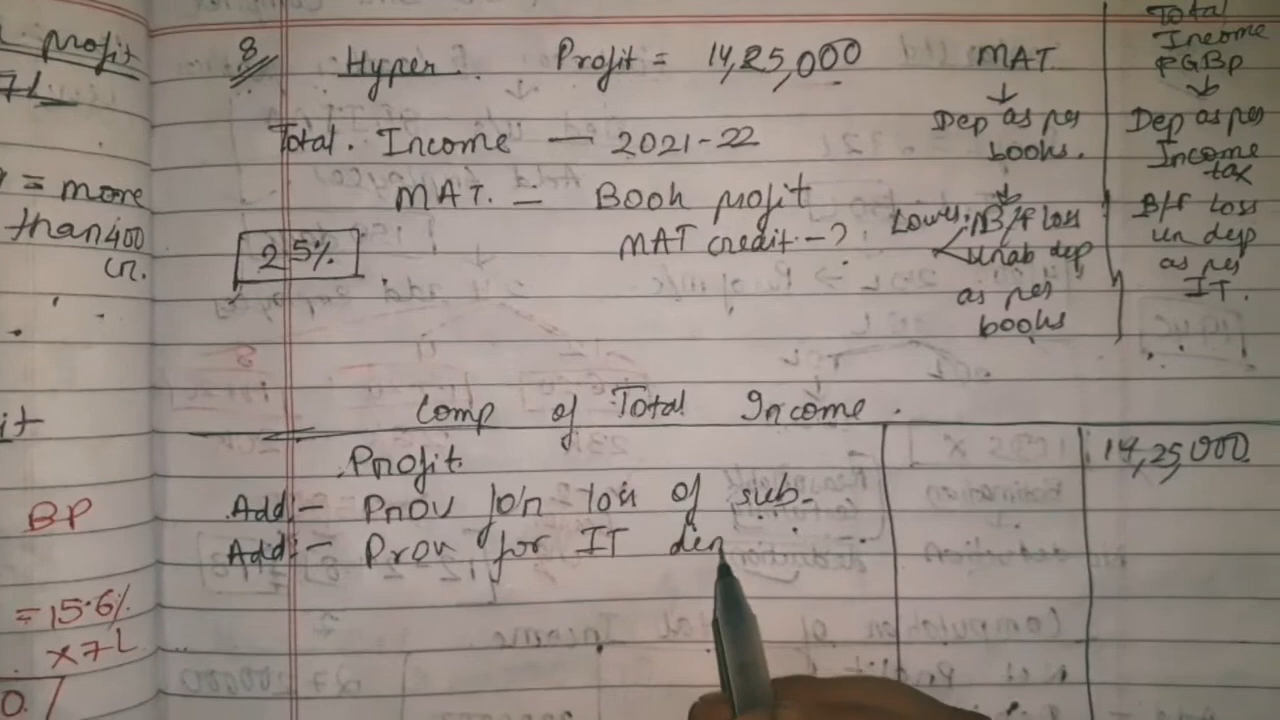 profit
7L
= more
than 400
cr.
it
BP
= 15.6%
× 7L
0.
8 Hyper. Profit = 14,25,000
Total. Income — 2021-22
MAT. — Book profit
MAT credit - ?
25%
MAT
↓
Dep as per
books.
↓
Lower. B/f loss
unab dep
as per
books
Total
Income
PGBP
↓
Dep as per
Income
tax
B/f Loss
un dep
as per
IT.
Comp of Total Income.
Profit. 14,25,000
Add - Prov for loss of sub-
Add - Prov for IT